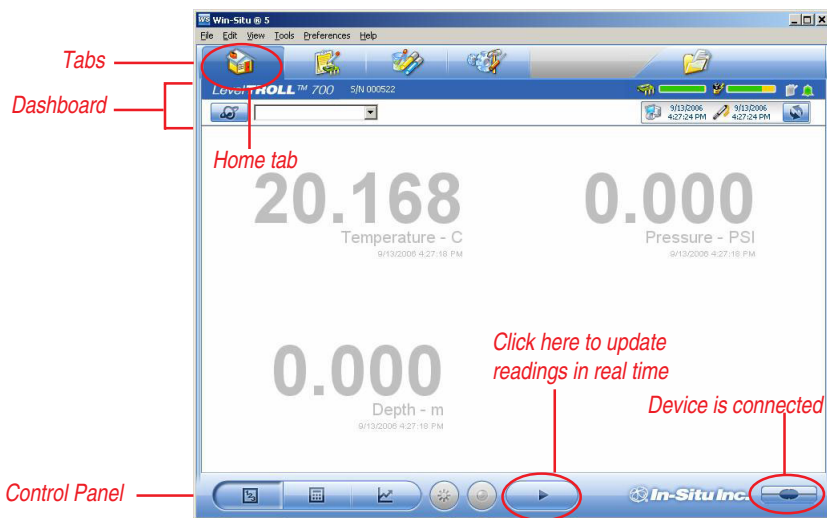 Win-Situ ® 5
File Edit View Tools Preferences Help
Tabs
LevelTROLL™ 700 S/N 000522
Dashboard
9/13/2006 4:27:24 PM
9/13/2006 4:27:24 PM
Home tab
20.168
Temperature - C
9/13/2006 4:27:18 PM
0.000
Pressure - PSI
9/13/2006 4:27:18 PM
Click here to update
readings in real time
0.000
Depth - m
9/13/2006 4:27:18 PM
Device is connected
Control Panel
In-Situ Inc.